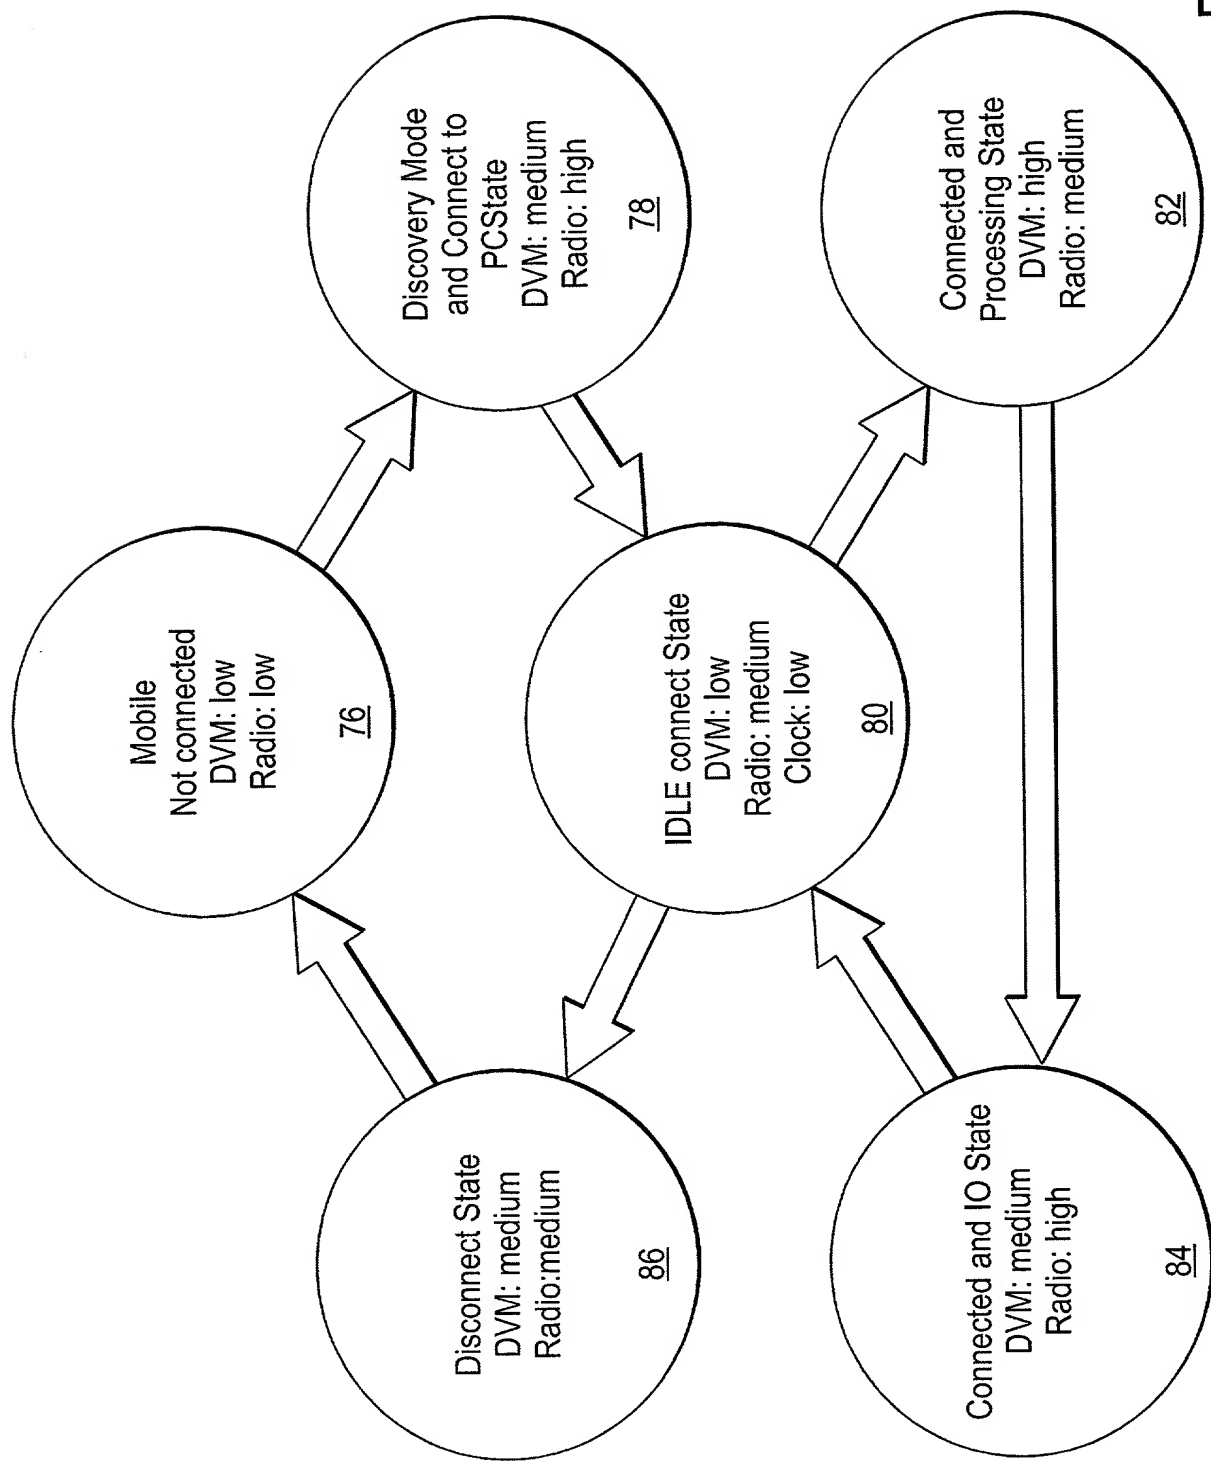 Mobile
Not connected
DVM: low
Radio: low
76
Discovery Mode
and Connect to
PCState
DVM: medium
Radio: high
78
IDLE connect State
DVM: low
Radio: medium
Clock: low
80
Disconnect State
DVM: medium
Radio:medium
86
Connected and
Processing State
DVM: high
Radio: medium
82
Connected and IO State
DVM: medium
Radio: high
84